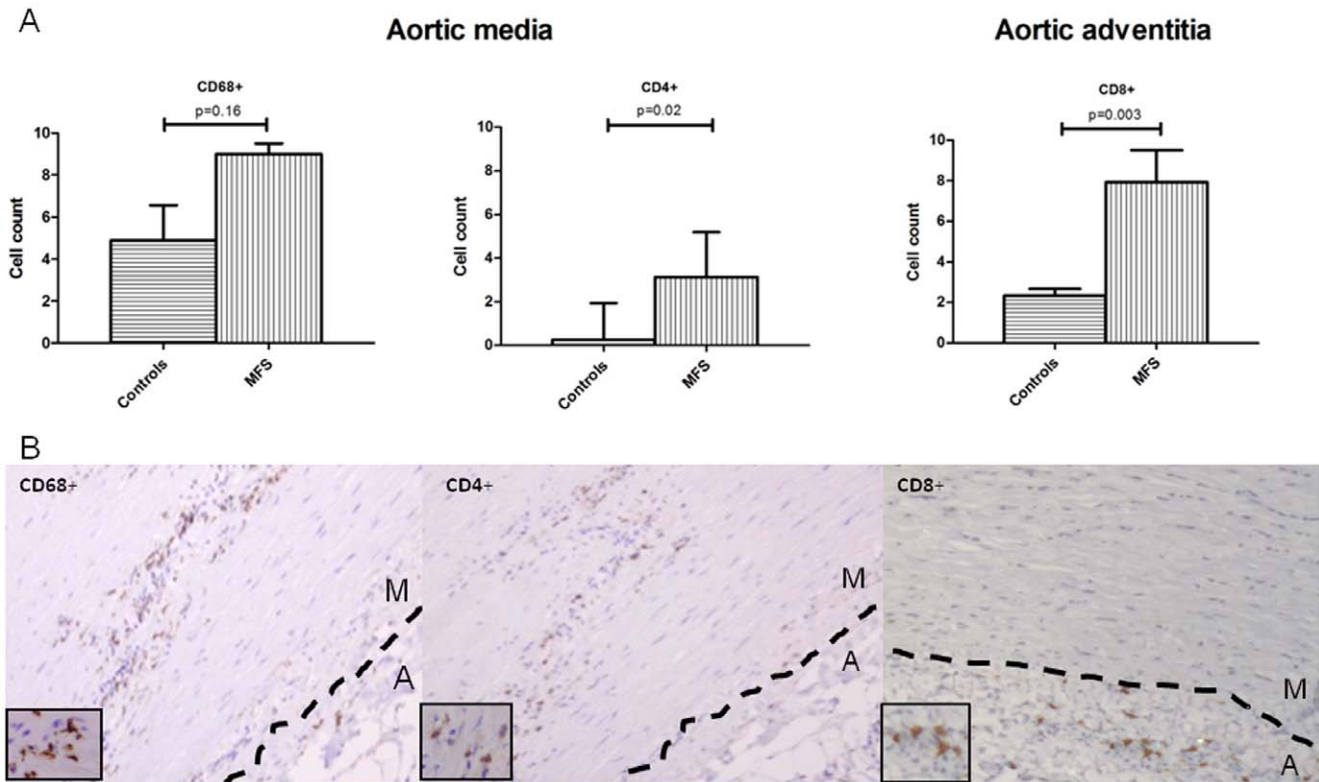 A
Aortic media
Aortic adventitia
CD68+
p=0.16
Cell count
10
8
6
4
2
0
Controls
MFS
CD4+
p=0.02
Cell count
10
8
6
4
2
0
Controls
MFS
CD8+
p=0.003
Cell count
10
8
6
4
2
0
Controls
MFS
B
CD68+
M
A
CD4+
M
A
CD8+
M
A